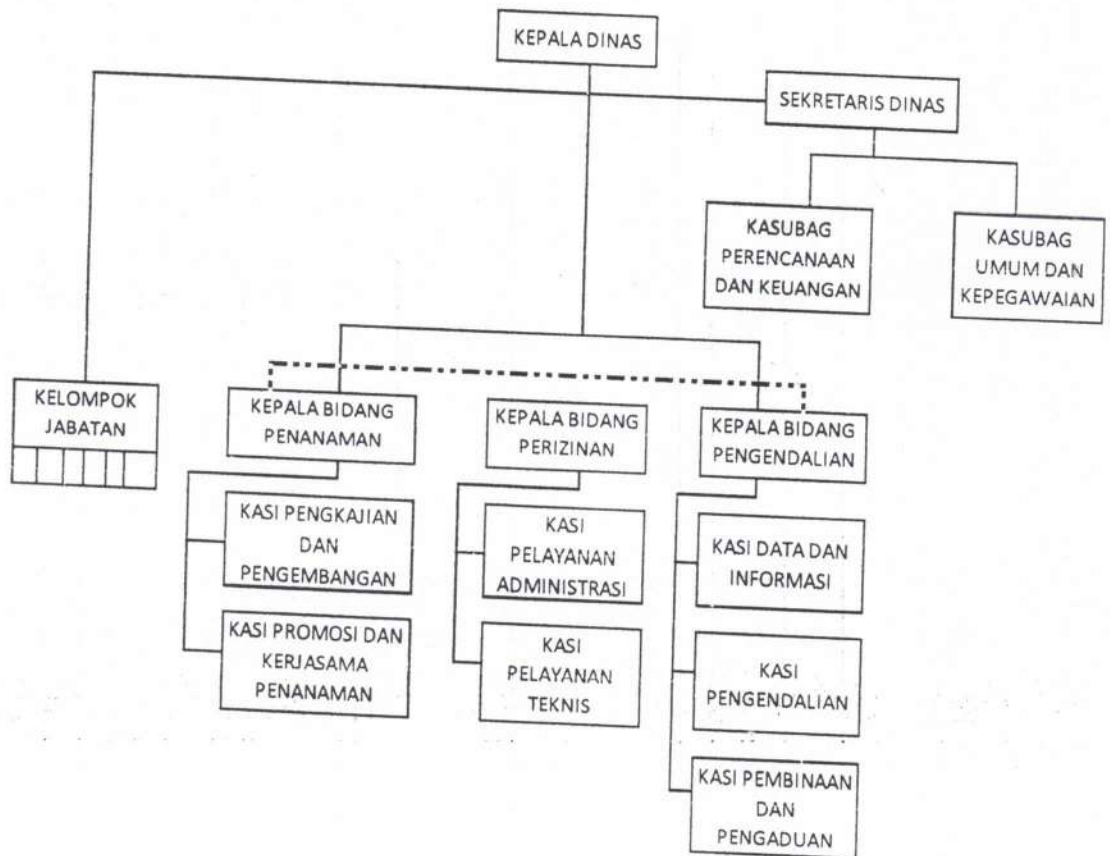 KEPALA DINAS
SEKRETARIS DINAS
KASUBAG
PERENCANAAN
DAN KEUANGAN
KASUBAG
UMUM DAN
KEPEGAWAIAN
KELOMPOK
JABATAN
KEPALA BIDANG
PENANAMAN
KEPALA BIDANG
PERIZINAN
KEPALA BIDANG
PENGENDALIAN
KASI PENGKAJIAN
DAN
PENGEMBANGAN
KASI
PELAYANAN
ADMINISTRASI
KASI DATA DAN
INFORMASI
KASI PROMOSI DAN
KERJASAMA
PENANAMAN
KASI
PELAYANAN
TEKNIS
KASI
PENGENDALIAN
KASI PEMBINAAN
DAN
PENGADUAN